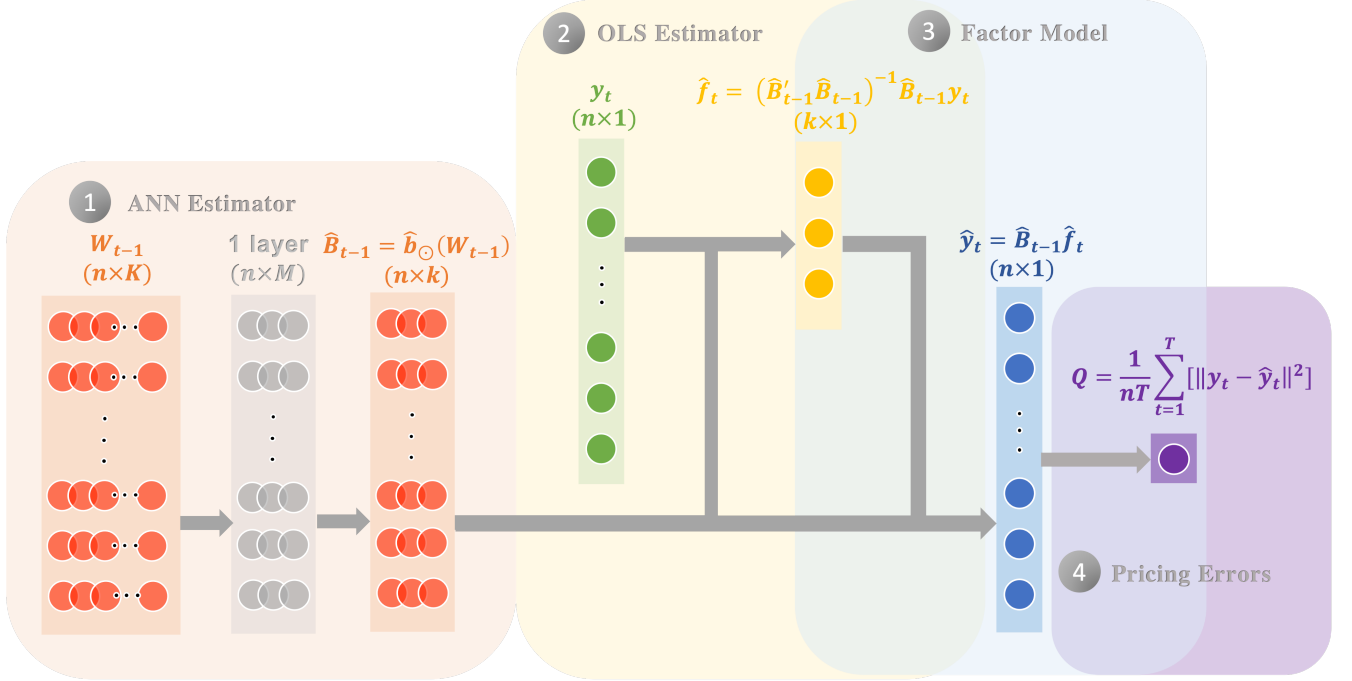 1 ANN Estimator
W_{t−1}
(n×K)
1 layer
(n×M)
B̂_{t−1} = b̂_⊙(W_{t−1})
(n×k)
2 OLS Estimator
y_t
(n×1)
f̂_t = (B̂′_{t−1}B̂_{t−1})^{−1}B̂_{t−1}y_t
(k×1)
3 Factor Model
ŷ_t = B̂_{t−1}f̂_t
(n×1)
Q = \frac{1}{nT} \sum_{t=1}^{T} [‖y_t − ŷ_t‖²]
4 Pricing Errors